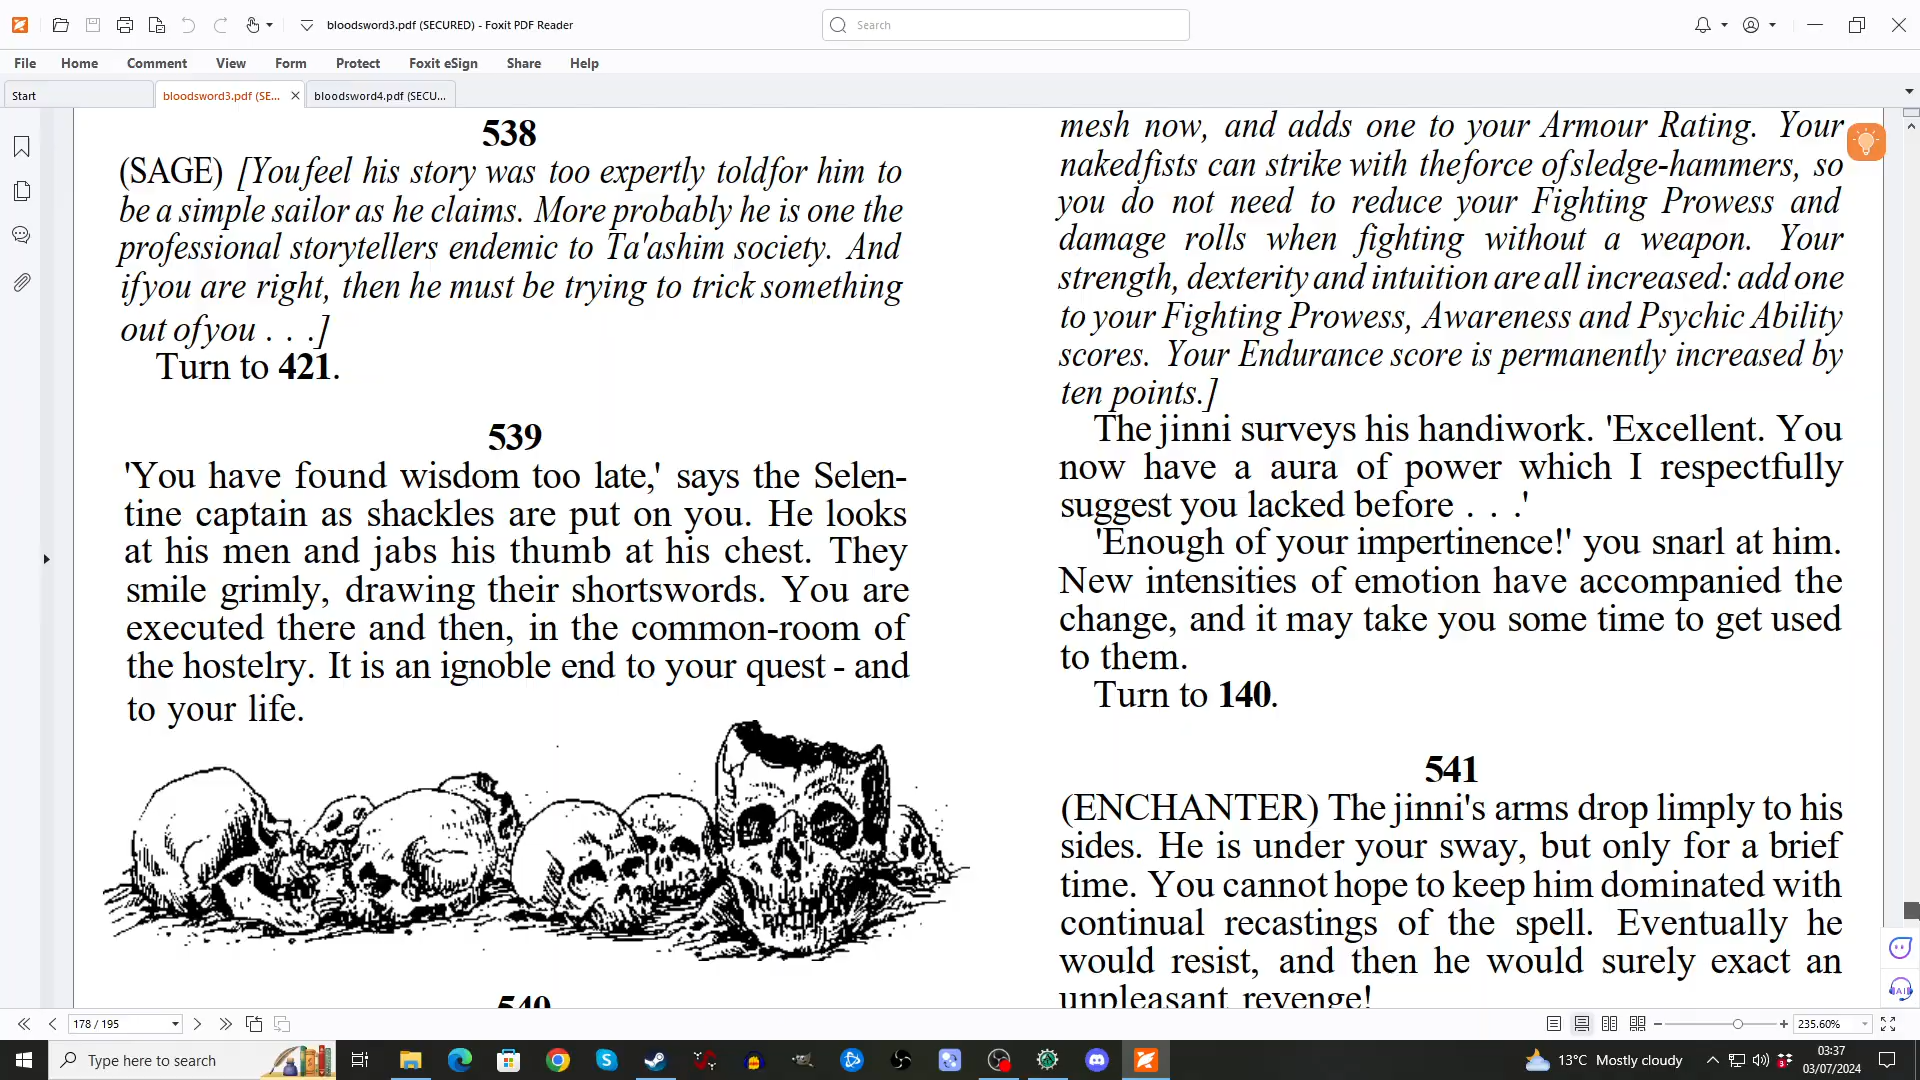 bloodsword3.pdf (SECURED) - Foxit PDF Reader
Search
File Home Comment View Form Protect Foxit eSign Share Help
Start
bloodsword3.pdf (SE...
bloodsword4.pdf (SECU...
538
(SAGE) [You feel his story was too expertly told for him to
be a simple sailor as he claims. More probably he is one the
professional storytellers endemic to Ta'ashim society. And
if you are right, then he must be trying to trick something
out of you . . .]
Turn to 421.
539
'You have found wisdom too late,' says the Selen-
tine captain as shackles are put on you. He looks
at his men and jabs his thumb at his chest. They
smile grimly, drawing their shortswords. You are
executed there and then, in the common-room of
the hostelry. It is an ignoble end to your quest - and
to your life.
540
mesh now, and adds one to your Armour Rating. Your
naked fists can strike with the force of sledge-hammers, so
you do not need to reduce your Fighting Prowess and
damage rolls when fighting without a weapon. Your
strength, dexterity and intuition are all increased: add one
to your Fighting Prowess, Awareness and Psychic Ability
scores. Your Endurance score is permanently increased by
ten points.]
The jinni surveys his handiwork. 'Excellent. You
now have a aura of power which I respectfully
suggest you lacked before . . .'
'Enough of your impertinence!' you snarl at him.
New intensities of emotion have accompanied the
change, and it may take you some time to get used
to them.
Turn to 140.
541
(ENCHANTER) The jinni's arms drop limply to his
sides. He is under your sway, but only for a brief
time. You cannot hope to keep him dominated with
continual recastings of the spell. Eventually he
would resist, and then he would surely exact an
unpleasant revenge!
AI
178 / 195
235.60%
Type here to search
13°C Mostly cloudy
03:37
03/07/2024